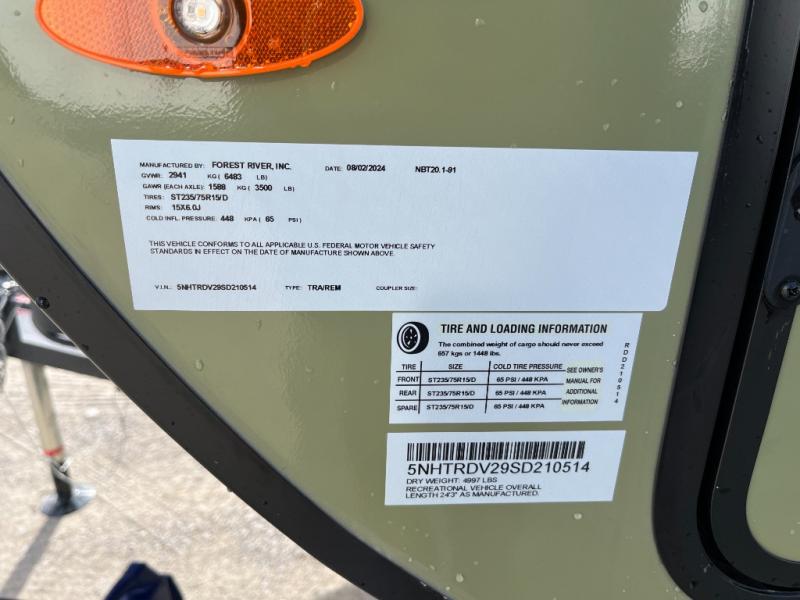 MANUFACTURED BY: FOREST RIVER, INC. DATE: 08/02/2024 NBT20.1-91
GVWR: 2941 KG ( 6483 LB)
GAWR (EACH AXLE): 1588 KG ( 3500 LB)
TIRES: ST235/75R15/D
RIMS: 15X6.0J
COLD INFL. PRESSURE: 448 KPA ( 65 PSI )
THIS VEHICLE CONFORMS TO ALL APPLICABLE U.S. FEDERAL MOTOR VEHICLE SAFETY
STANDARDS IN EFFECT ON THE DATE OF MANUFACTURE SHOWN ABOVE.
V.I.N.: 5NHTRDV29SD210514 TYPE: TRA/REM COUPLER SIZE:
TIRE AND LOADING INFORMATION
The combined weight of cargo should never exceed
657 kgs or 1448 lbs.
TIRE SIZE COLD TIRE PRESSURE SEE OWNER'S
FRONT ST235/75R15/D 65 PSI / 448 KPA MANUAL FOR
REAR ST235/75R15/D 65 PSI / 448 KPA ADDITIONAL
SPARE ST235/75R15/D 65 PSI / 448 KPA INFORMATION
RDD210514
5NHTRDV29SD210514
DRY WEIGHT: 4997 LBS
RECREATIONAL VEHICLE OVERALL
LENGTH 24'3" AS MANUFACTURED.